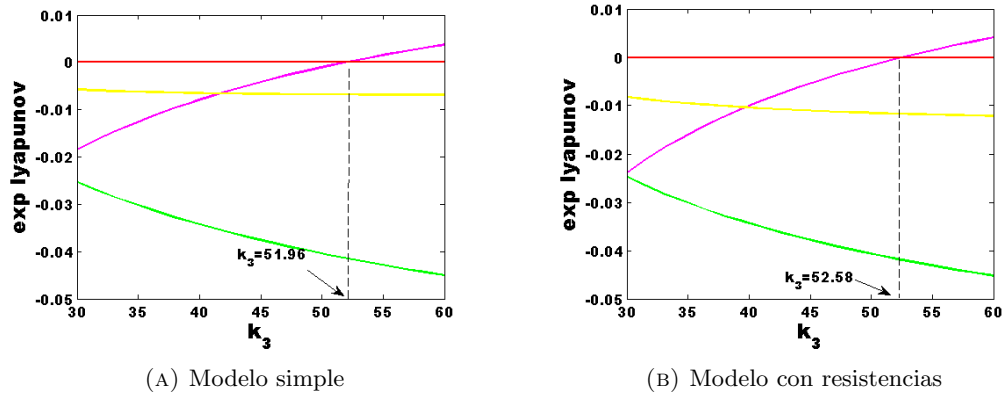 0.01
0
-0.01
-0.02
-0.03
-0.04
-0.05
exp lyapunov
k3=51.96
30 35 40 45 50 55 60
k3
(A) Modelo simple
0.01
0
-0.01
-0.02
-0.03
-0.04
-0.05
exp lyapunov
k3=52.58
30 35 40 45 50 55 60
k3
(B) Modelo con resistencias